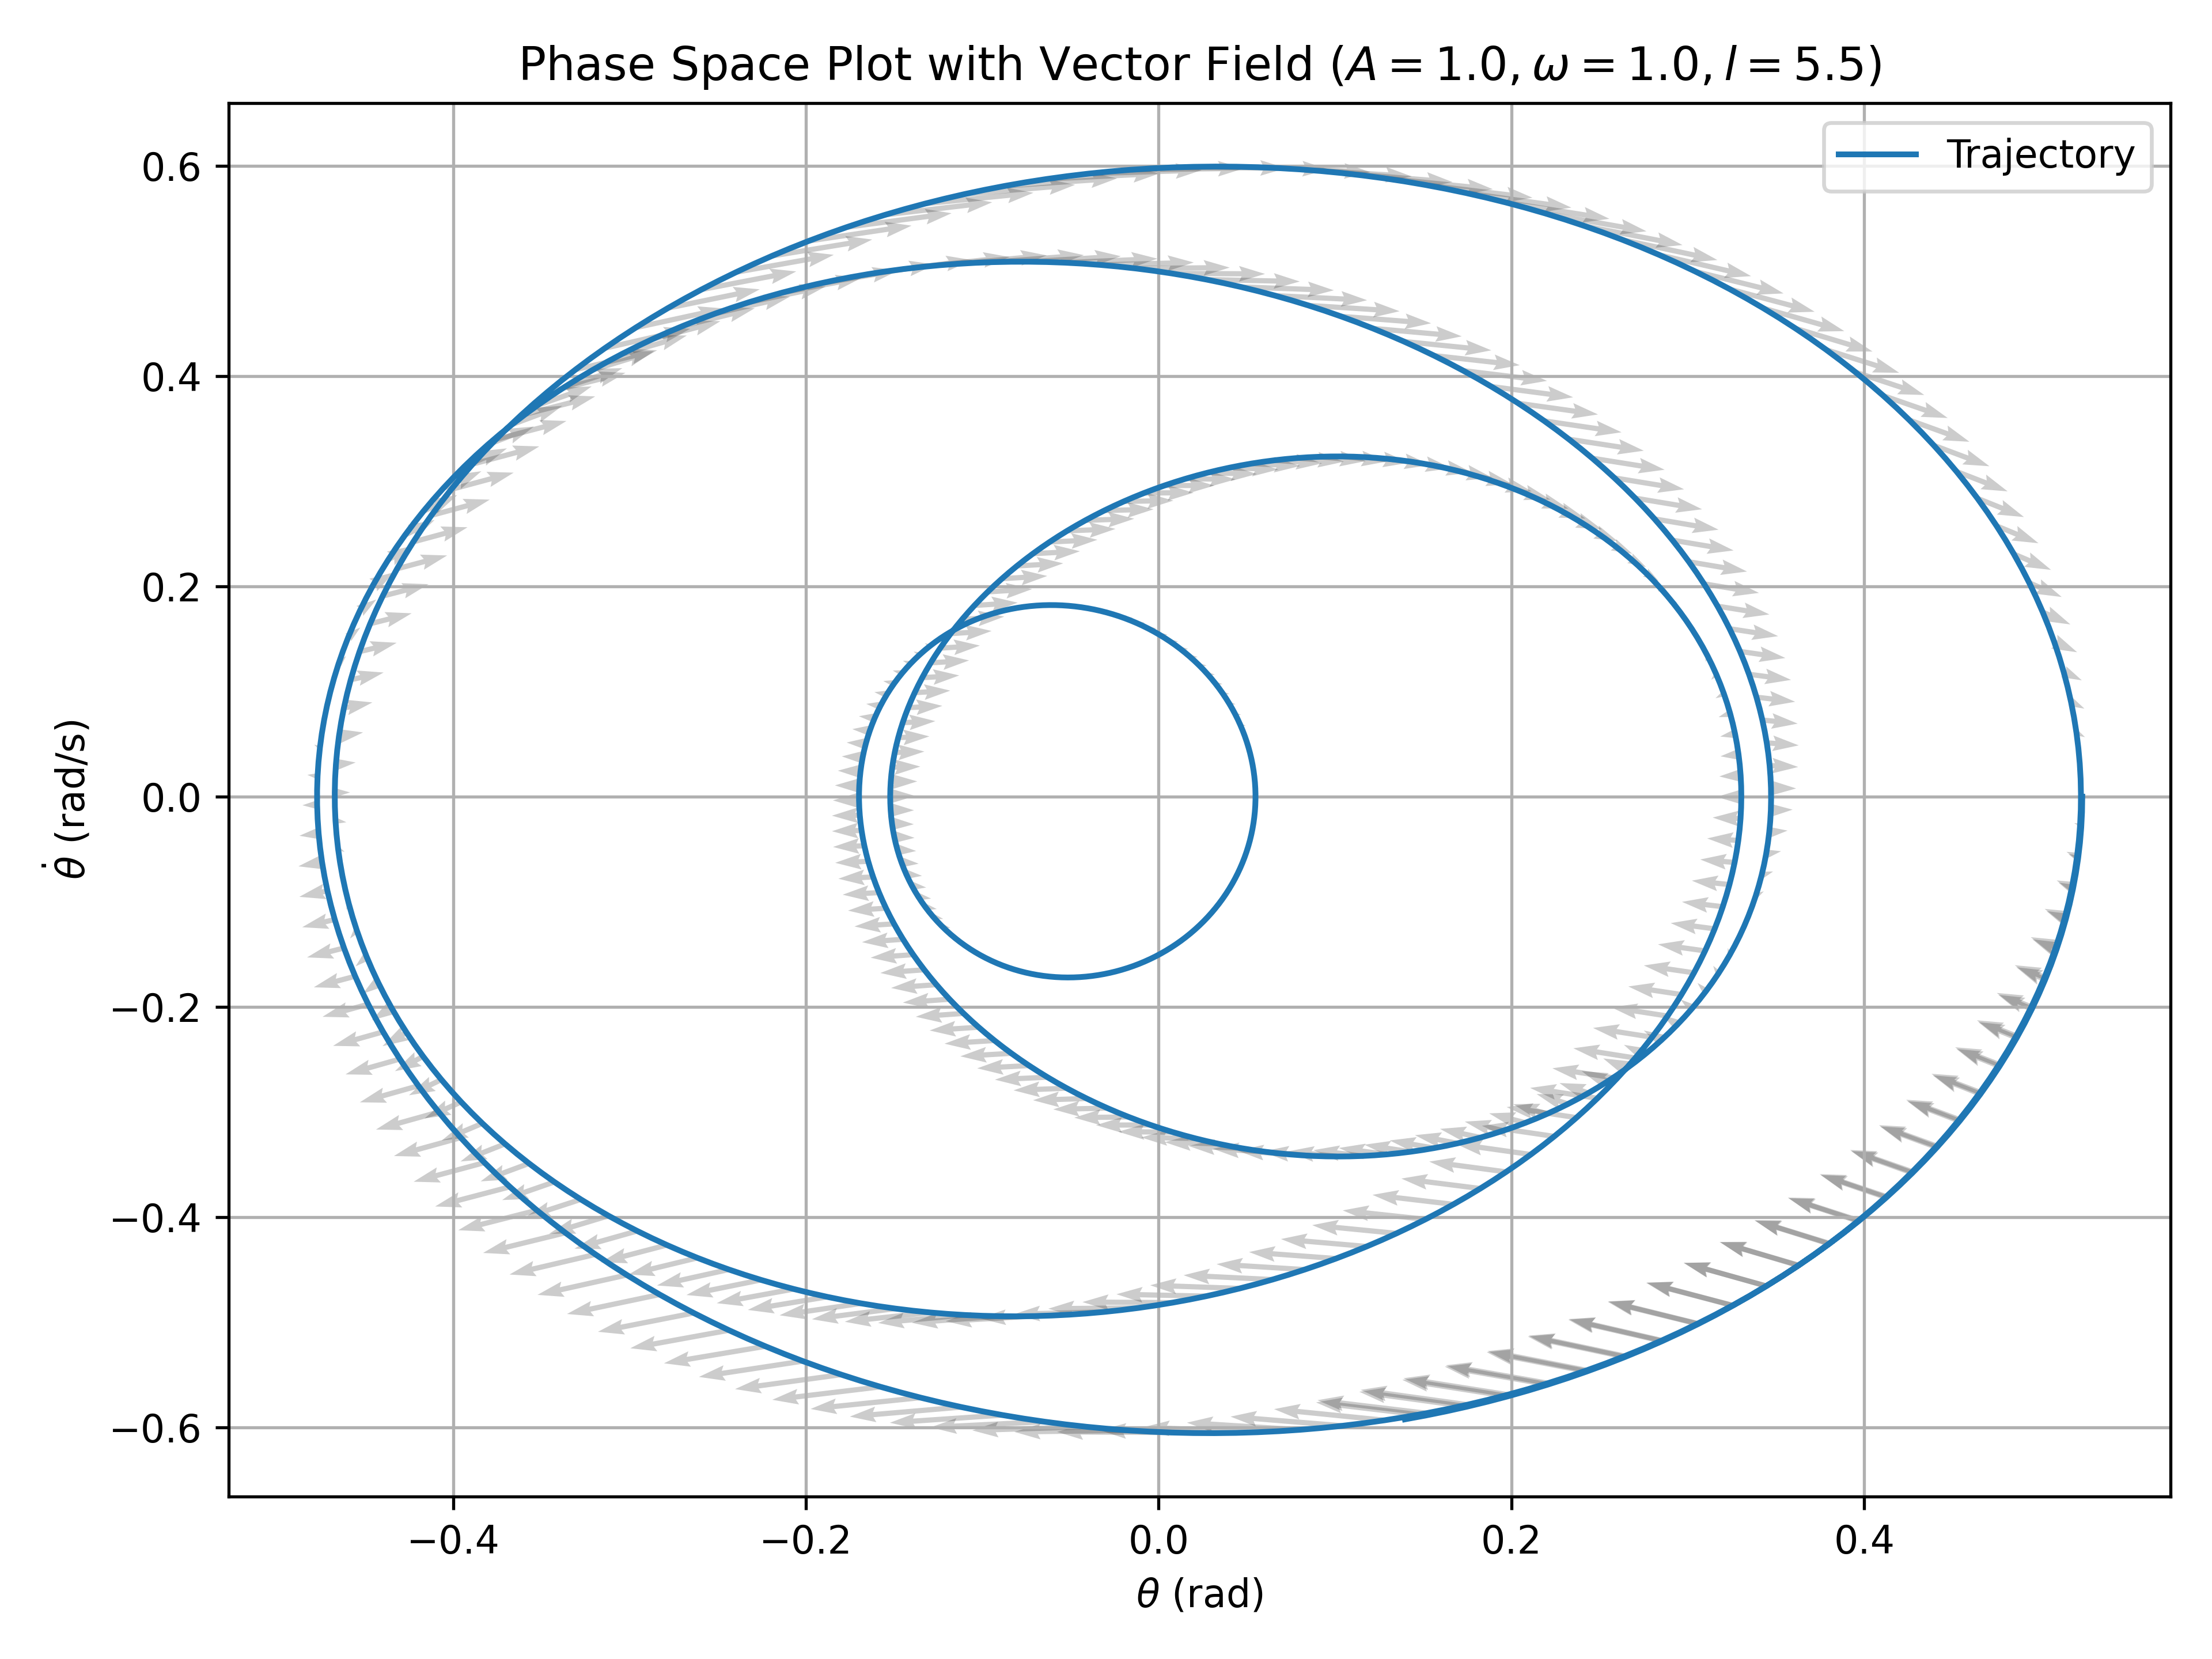 Phase Space Plot with Vector Field (A = 1.0, ω = 1.0, l = 5.5)
Trajectory
0.6
0.4
0.2
0.0
−0.2
−0.4
−0.6
θ̇ (rad/s)
−0.4 −0.2 0.0 0.2 0.4
θ (rad)